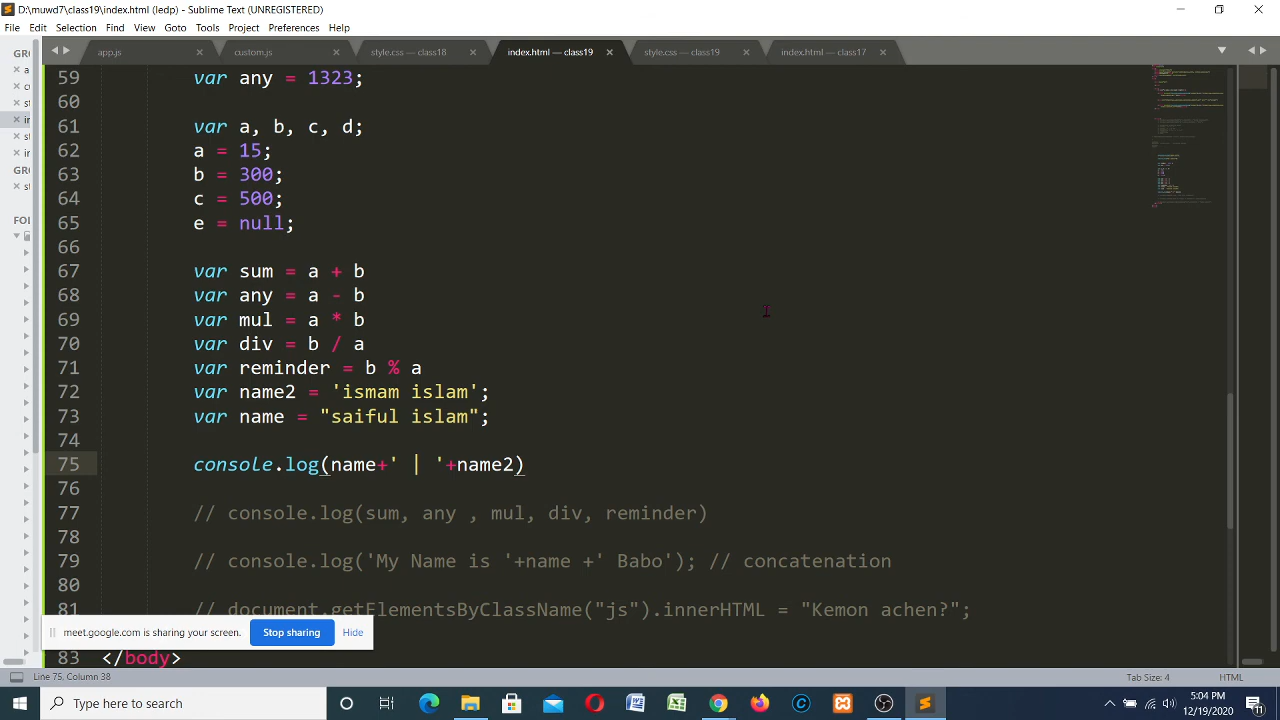 D:\muwd7\class19\index.html (ledp) - Sublime Text (UNREGISTERED)
File Edit Selection Find View Goto Tools Project Preferences Help
app.js custom.js style.css — class18 index.html — class19 style.css — class19 index.html — class17
59 var any = 1323;
60
61 var a, b, c, d;
62 a = 15;
63 b = 300;
64 c = 500;
65 e = null;
66
67 var sum = a + b
68 var any = a - b
69 var mul = a * b
70 var div = b / a
71 var reminder = b % a
72 var name2 = 'ismam islam';
73 var name = "saiful islam";
74
75 console.log(name+' | '+name2)
76
77 // console.log(sum, any , mul, div, reminder)
78
79 // console.log('My Name is '+name +' Babo'); // concatenation
80
81 // document.getElementsByClassName("js").innerHTML = "Kemon achen?";
83 </body>
GR
FOL
meet.google.com is sharing your screen. Stop sharing Hide
Line 75, Column 38 Tab Size: 4 HTML
Type here to search
5:04 PM
12/19/2020
11